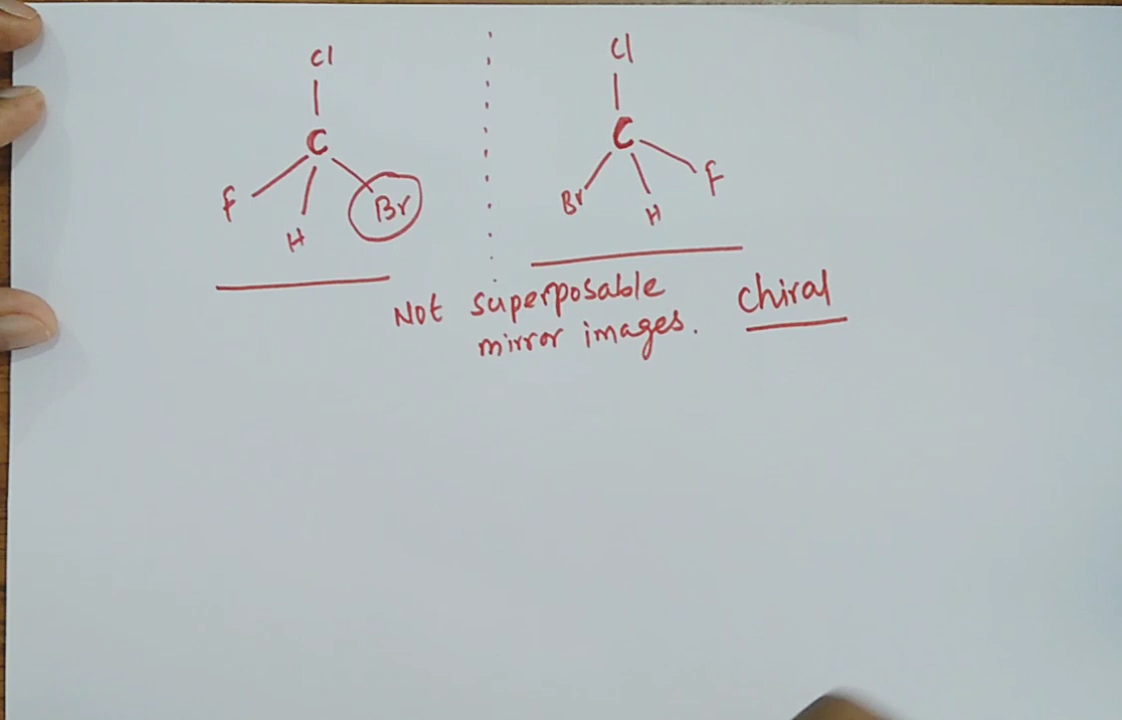 Cl Cl
C C
F H Br Br H F
Not superposable chiral
mirror images.